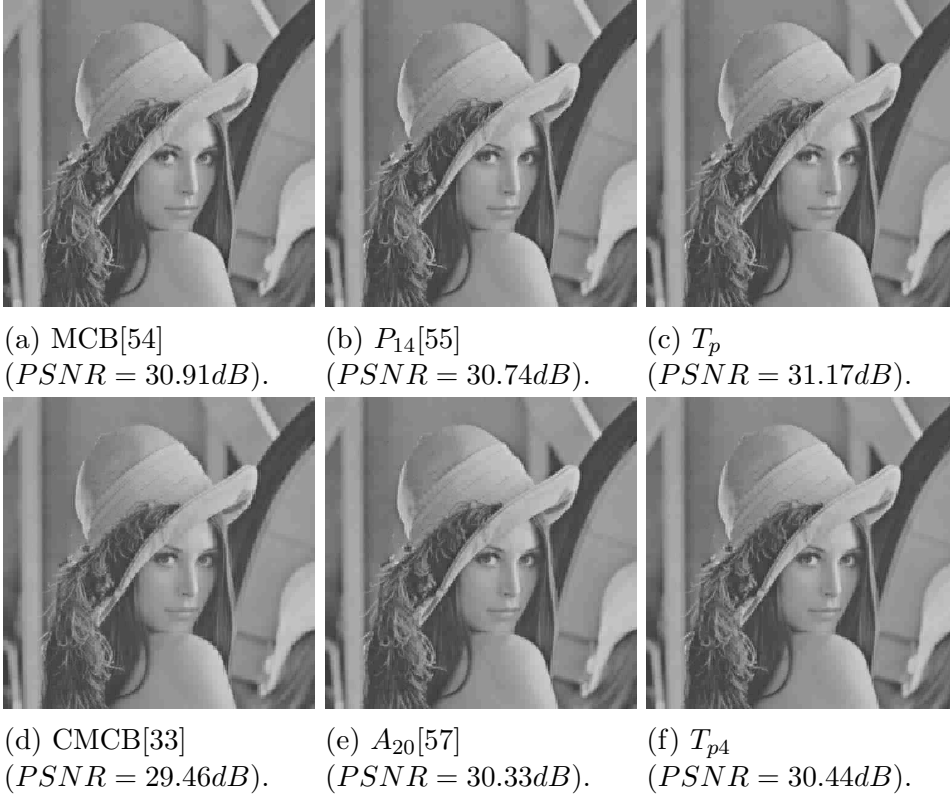 (a) MCB[54]
(PSNR = 30.91dB).
(b) P₁₄[55]
(PSNR = 30.74dB).
(c) Tₚ
(PSNR = 31.17dB).
(d) CMCB[33]
(PSNR = 29.46dB).
(e) A₂₀[57]
(PSNR = 30.33dB).
(f) Tₚ₄
(PSNR = 30.44dB).